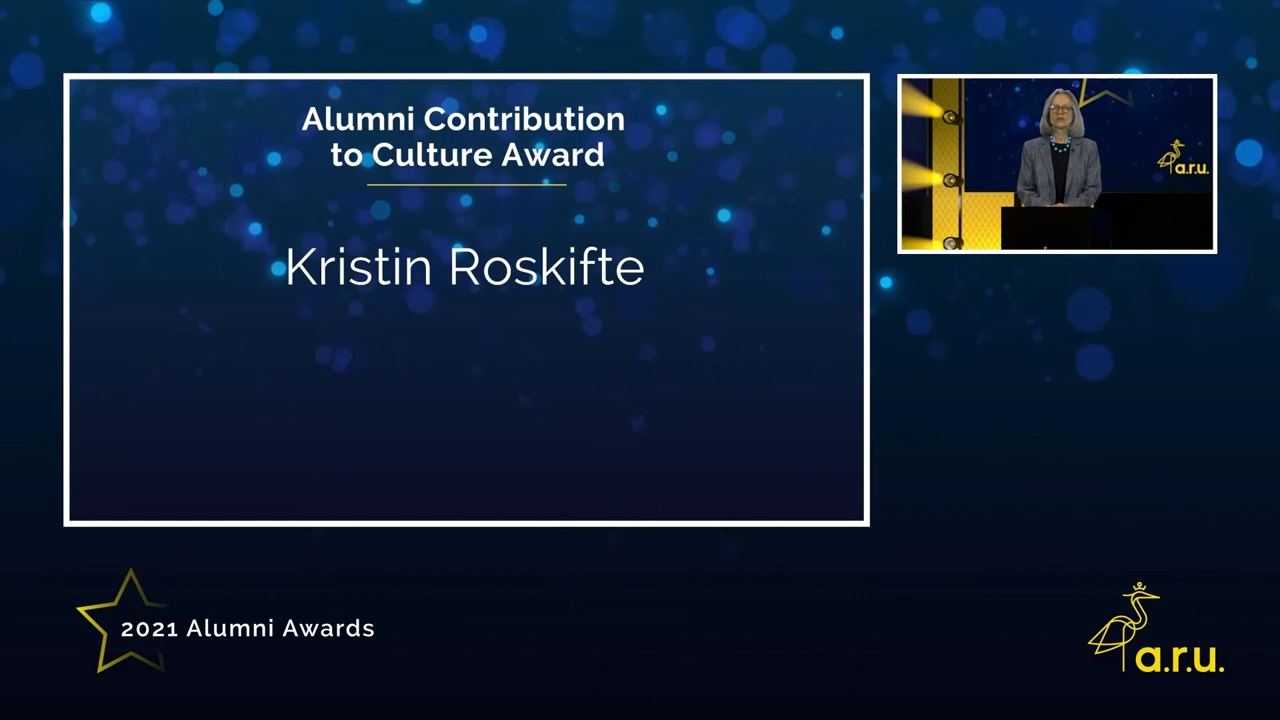 Alumni Contribution
to Culture Award
Kristin Roskifte
a.r.u.
2021 Alumni Awards
a.r.u.